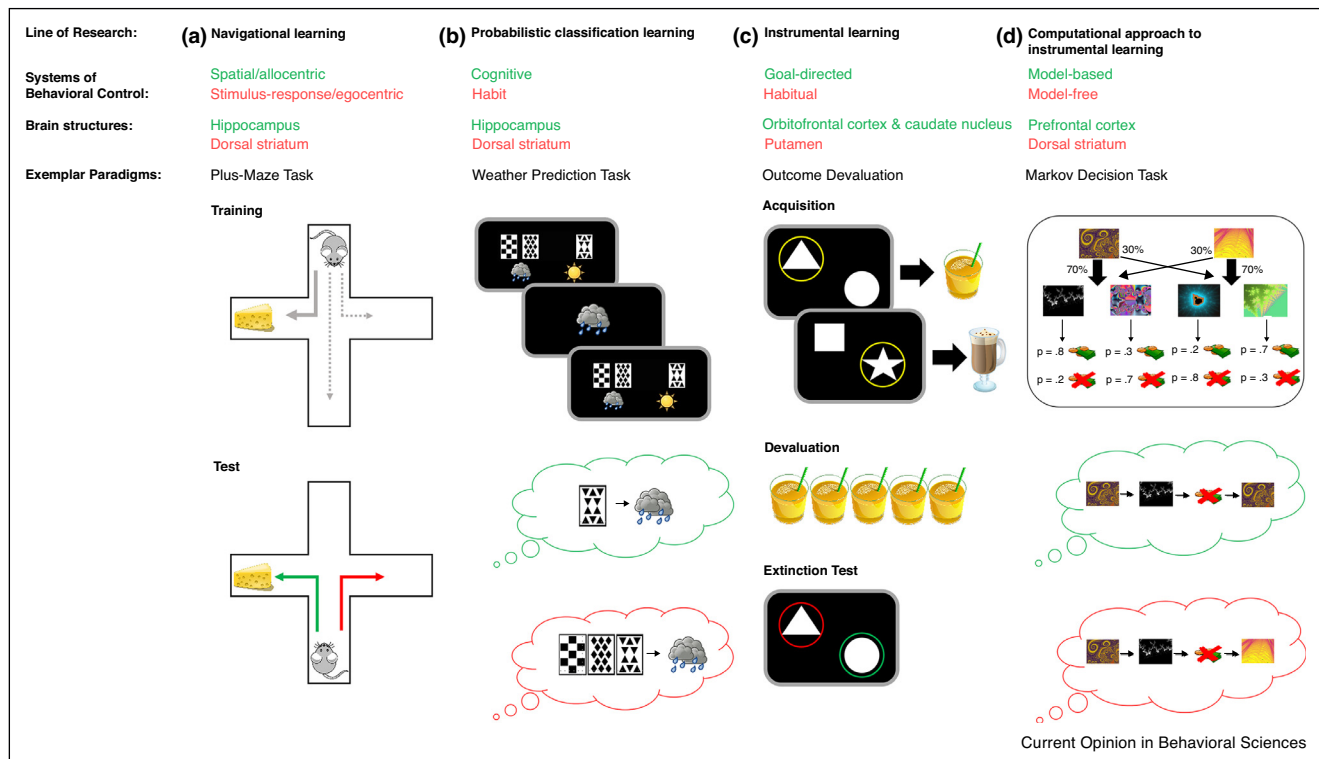 Line of Research:
(a) Navigational learning
(b) Probabilistic classification learning
(c) Instrumental learning
(d) Computational approach to
instrumental learning
Systems of
Behavioral Control:
Spatial/allocentric
Stimulus-response/egocentric
Cognitive
Habit
Goal-directed
Habitual
Model-based
Model-free
Brain structures:
Hippocampus
Dorsal striatum
Hippocampus
Dorsal striatum
Orbitofrontal cortex & caudate nucleus
Putamen
Prefrontal cortex
Dorsal striatum
Exemplar Paradigms:
Plus-Maze Task
Weather Prediction Task
Outcome Devaluation
Markov Decision Task
Training
Test
Acquisition
Devaluation
Extinction Test
30% 30%
70% 70%
p = .8 p = .3 p = .2 p = .7
p = .2 p = .7 p = .8 p = .3
Current Opinion in Behavioral Sciences